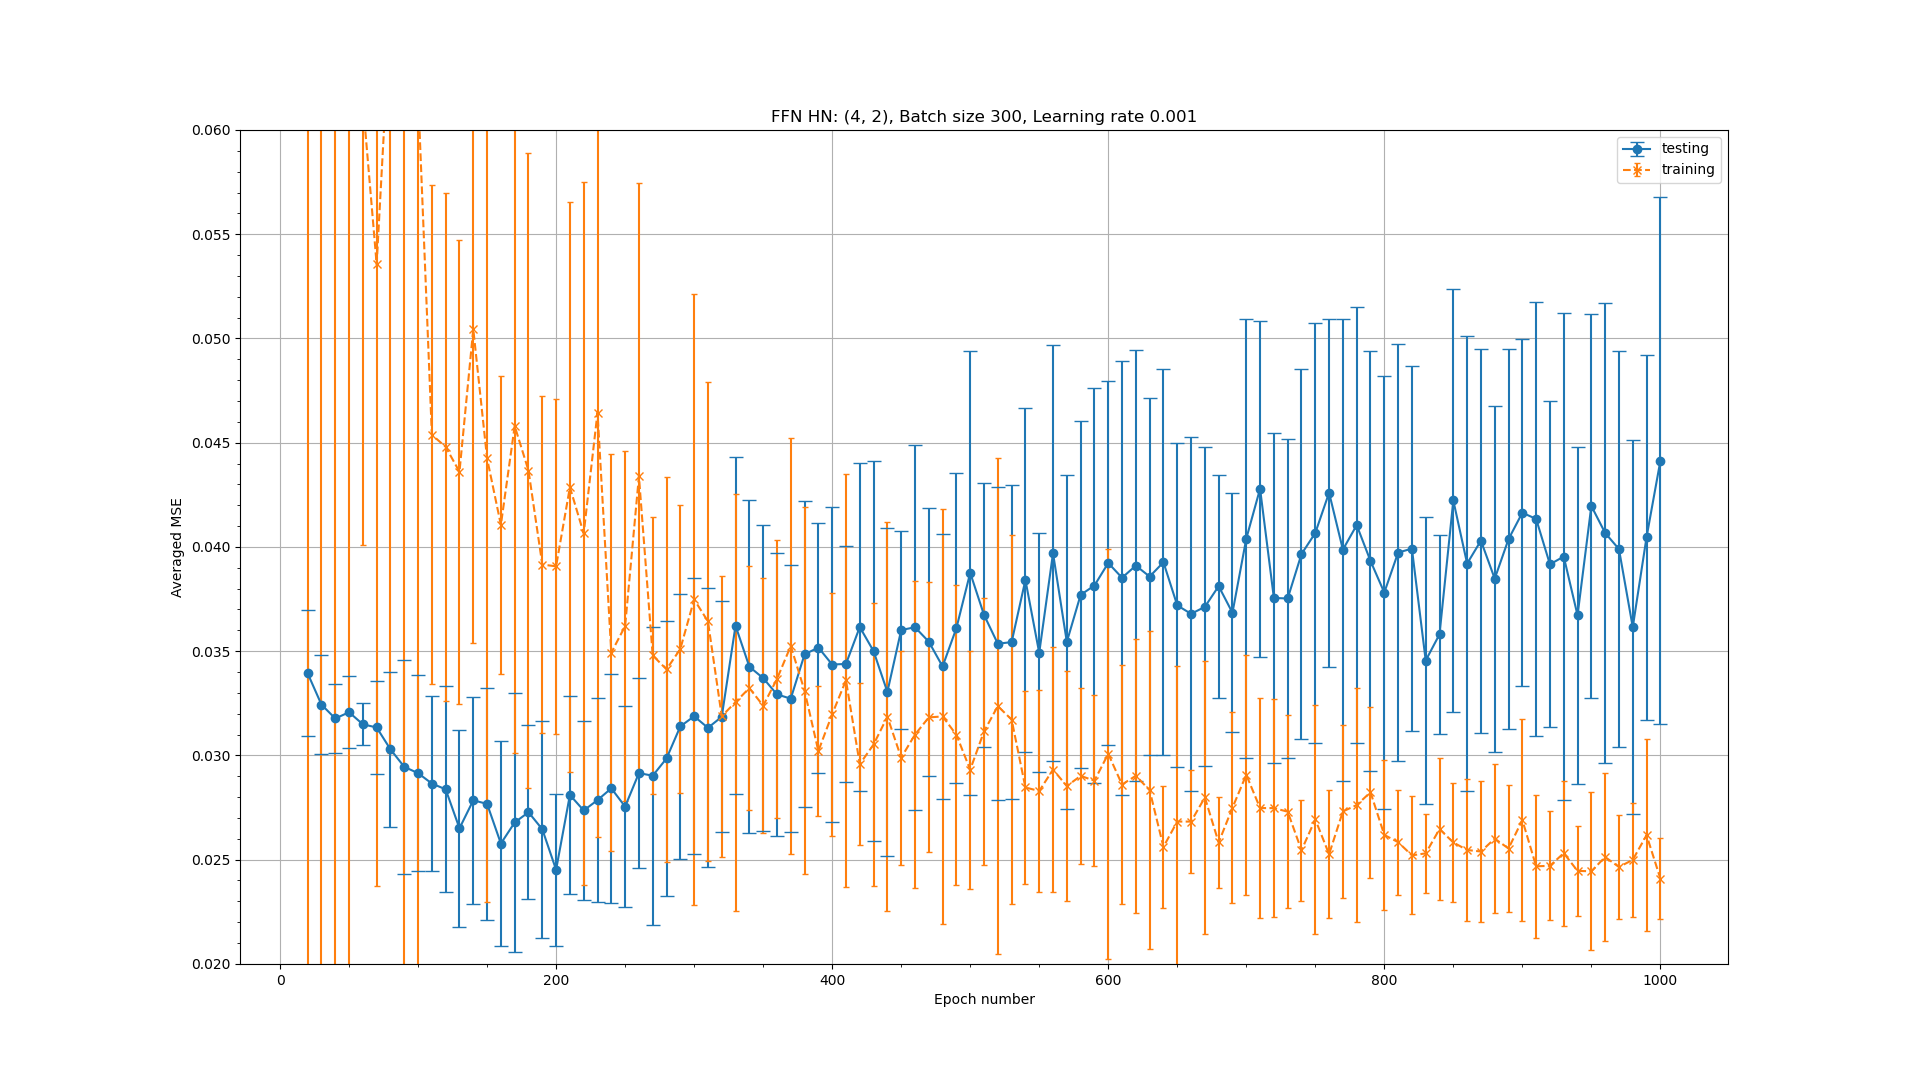 FFN HN: (4, 2), Batch size 300, Learning rate 0.001
testing
training
Averaged MSE
0.060
0.055
0.050
0.045
0.040
0.035
0.030
0.025
0.020
0 200 400 600 800 1000
Epoch number